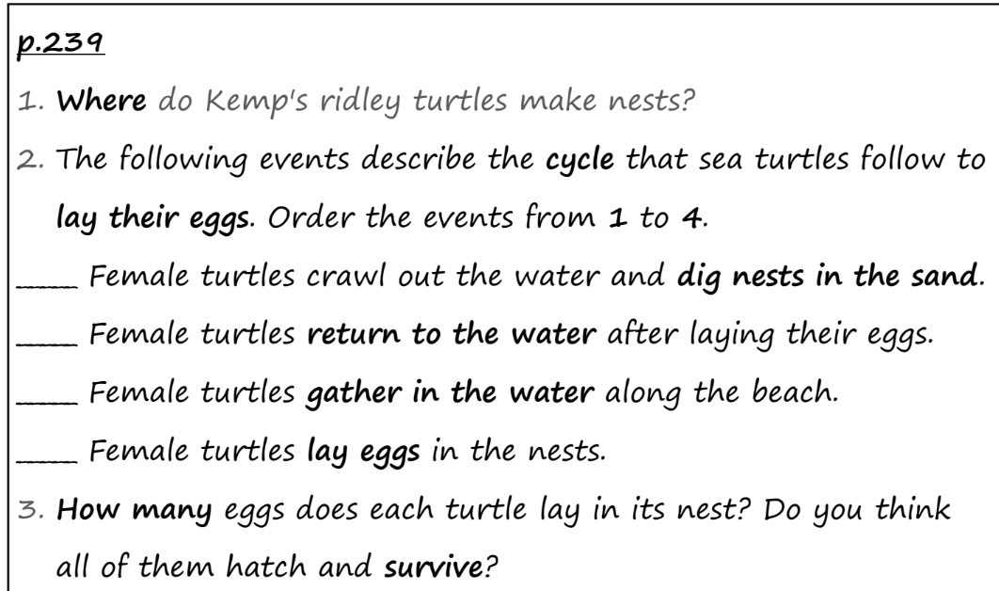 p.239
1. Where do Kemp's ridley turtles make nests?
2. The following events describe the cycle that sea turtles follow to
lay their eggs. Order the events from 1 to 4.
____ Female turtles crawl out the water and dig nests in the sand.
____ Female turtles return to the water after laying their eggs.
____ Female turtles gather in the water along the beach.
____ Female turtles lay eggs in the nests.
3. How many eggs does each turtle lay in its nest? Do you think
all of them hatch and survive?